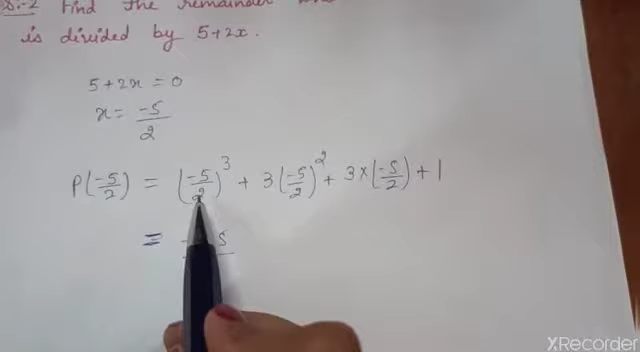 Q.-2 Find the remainder
is divided by 5+2x.
5+2x = 0
x = -5/2
P(-5/2) = (-5/2)³ + 3(-5/2)² + 3×(-5/2) + 1
=
XRecorder